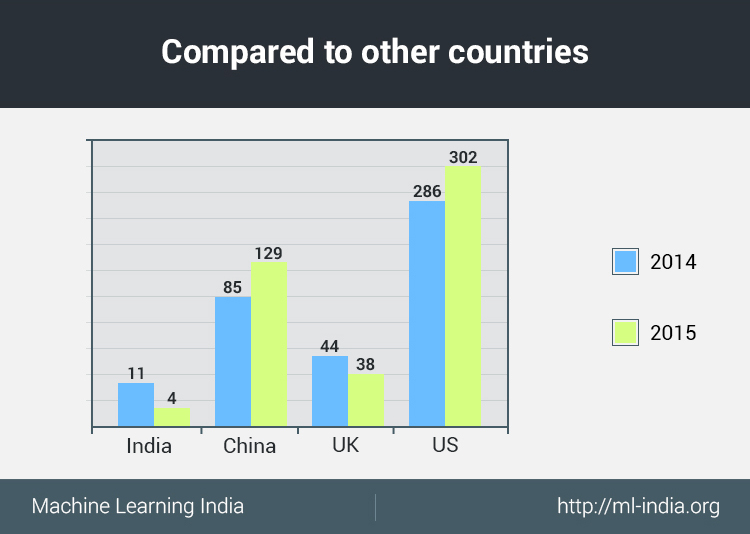 Compared to other countries
302
286
129
85
44
38
11
4
India China UK US
2014
2015
Machine Learning India
http://ml-india.org